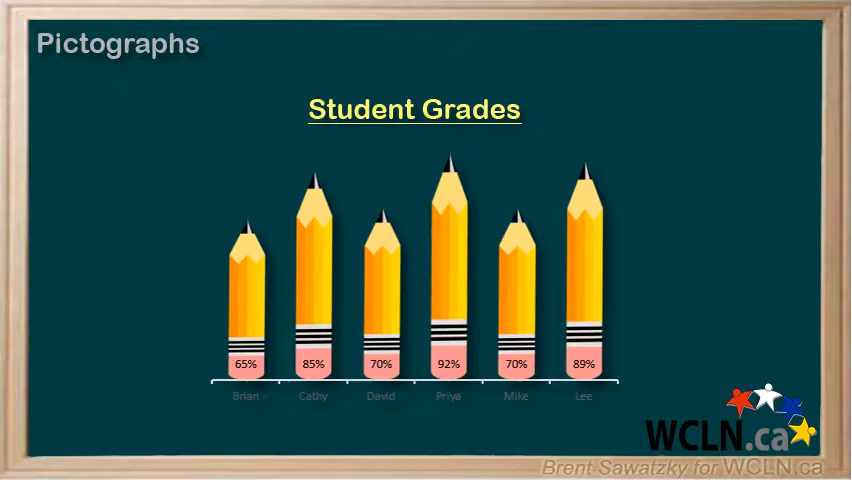 Pictographs
Student Grades
65% 85% 70% 92% 70% 89%
Brian Cathy David Priya Mike Lee
WCLN.ca
Brent Sawatzky for WCLN.ca